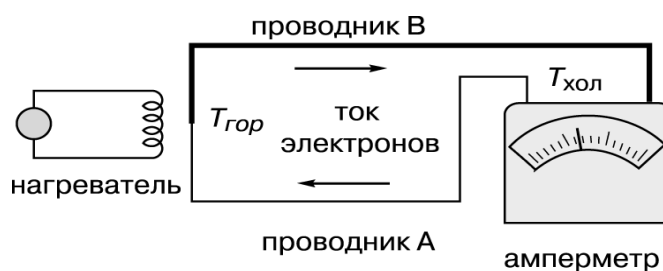 проводник В
Tгор
ток
электронов
Tхол
нагреватель
проводник А
амперметр